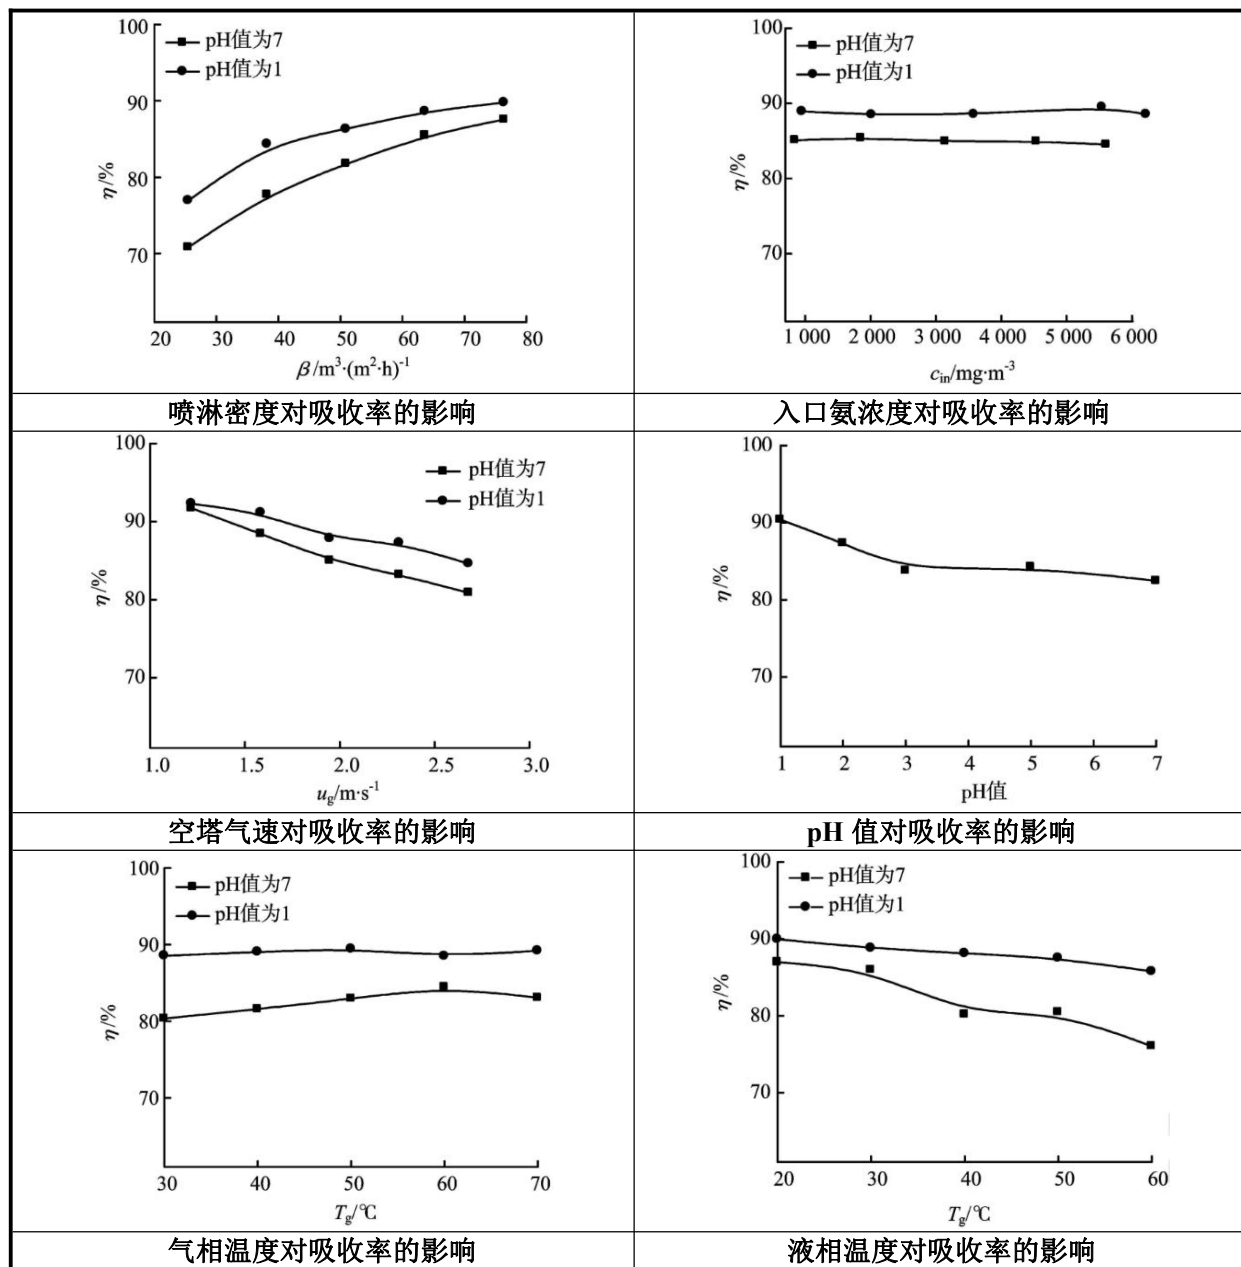 100
90
80
70
η/%
pH值为7
pH值为1
20 30 40 50 60 70 80
β/m³·(m²·h)⁻¹
喷淋密度对吸收率的影响
100
90
80
70
η/%
pH值为7
pH值为1
1 000 2 000 3 000 4 000 5 000 6 000
c_in/mg·m⁻³
入口氨浓度对吸收率的影响
100
90
80
70
η/%
pH值为7
pH值为1
1.0 1.5 2.0 2.5 3.0
u_g/m·s⁻¹
空塔气速对吸收率的影响
100
90
80
70
η/%
1 2 3 4 5 6 7
pH值
pH 值对吸收率的影响
100
90
80
70
η/%
pH值为7
pH值为1
30 40 50 60 70
T_g/℃
气相温度对吸收率的影响
100
90
80
70
η/%
pH值为7
pH值为1
20 30 40 50 60
T_g/℃
液相温度对吸收率的影响